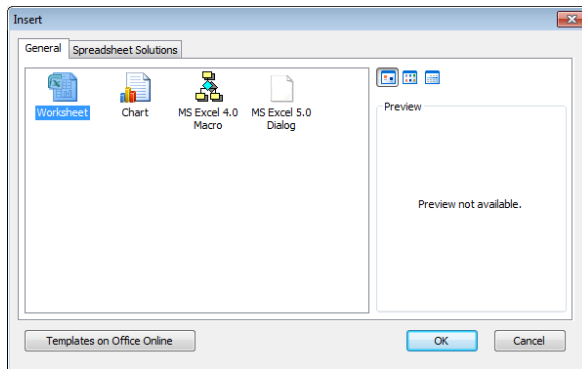 Insert
General Spreadsheet Solutions
Worksheet Chart MS Excel 4.0 MS Excel 5.0
Macro Dialog
Preview
Preview not available.
Templates on Office Online OK Cancel